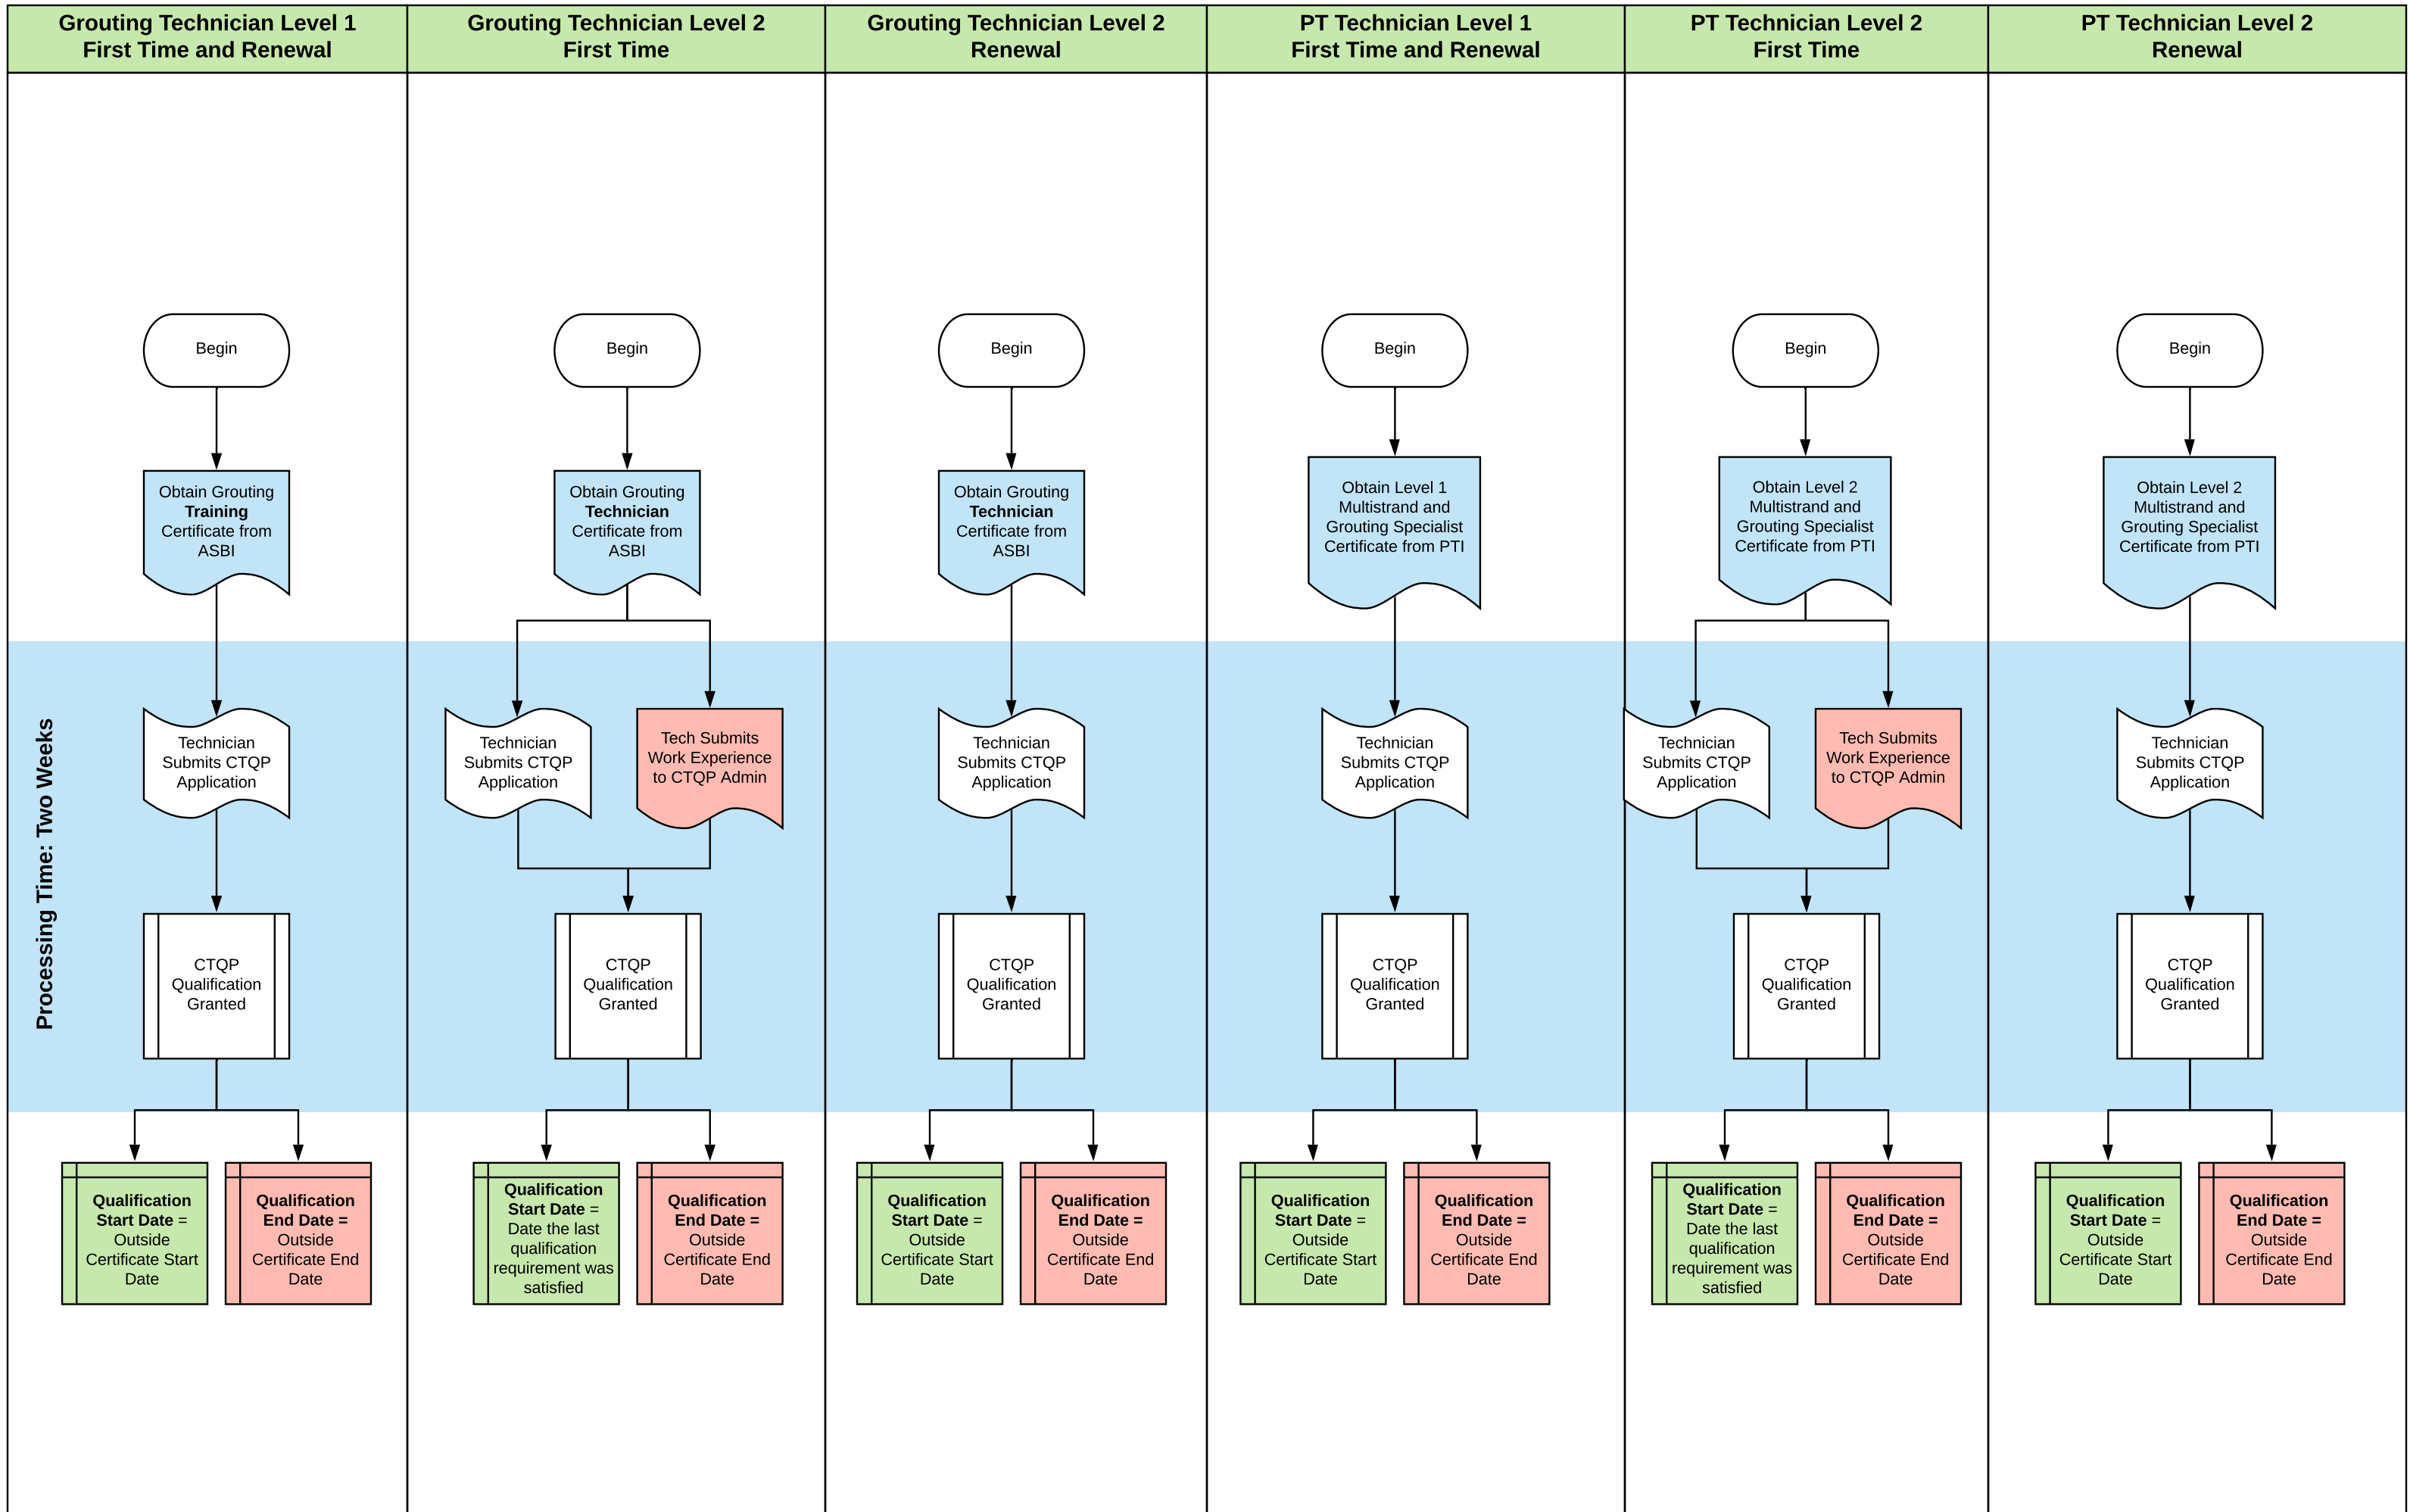 Grouting Technician Level 1
First Time and Renewal
Grouting Technician Level 2
First Time
Grouting Technician Level 2
Renewal
PT Technician Level 1
First Time and Renewal
PT Technician Level 2
First Time
PT Technician Level 2
Renewal
Begin
Begin
Begin
Begin
Begin
Begin
Obtain Grouting
Training
Certificate from
ASBI
Obtain Grouting
Technician
Certificate from
ASBI
Obtain Grouting
Technician
Certificate from
ASBI
Obtain Level 1
Multistrand and
Grouting Specialist
Certificate from PTI
Obtain Level 2
Multistrand and
Grouting Specialist
Certificate from PTI
Obtain Level 2
Multistrand and
Grouting Specialist
Certificate from PTI
Processing Time: Two Weeks
Technician
Submits CTQP
Application
Technician
Submits CTQP
Application
Tech Submits
Work Experience
to CTQP Admin
Technician
Submits CTQP
Application
Technician
Submits CTQP
Application
Technician
Submits CTQP
Application
Tech Submits
Work Experience
to CTQP Admin
Technician
Submits CTQP
Application
CTQP
Qualification
Granted
CTQP
Qualification
Granted
CTQP
Qualification
Granted
CTQP
Qualification
Granted
CTQP
Qualification
Granted
CTQP
Qualification
Granted
Qualification
Start Date =
Outside
Certificate Start
Date
Qualification
End Date =
Outside
Certificate End
Date
Qualification
Start Date =
Date the last
qualification
requirement was
satisfied
Qualification
End Date =
Outside
Certificate End
Date
Qualification
Start Date =
Outside
Certificate Start
Date
Qualification
End Date =
Outside
Certificate End
Date
Qualification
Start Date =
Outside
Certificate Start
Date
Qualification
End Date =
Outside
Certificate End
Date
Qualification
Start Date =
Date the last
qualification
requirement was
satisfied
Qualification
End Date =
Outside
Certificate End
Date
Qualification
Start Date =
Outside
Certificate Start
Date
Qualification
End Date =
Outside
Certificate End
Date